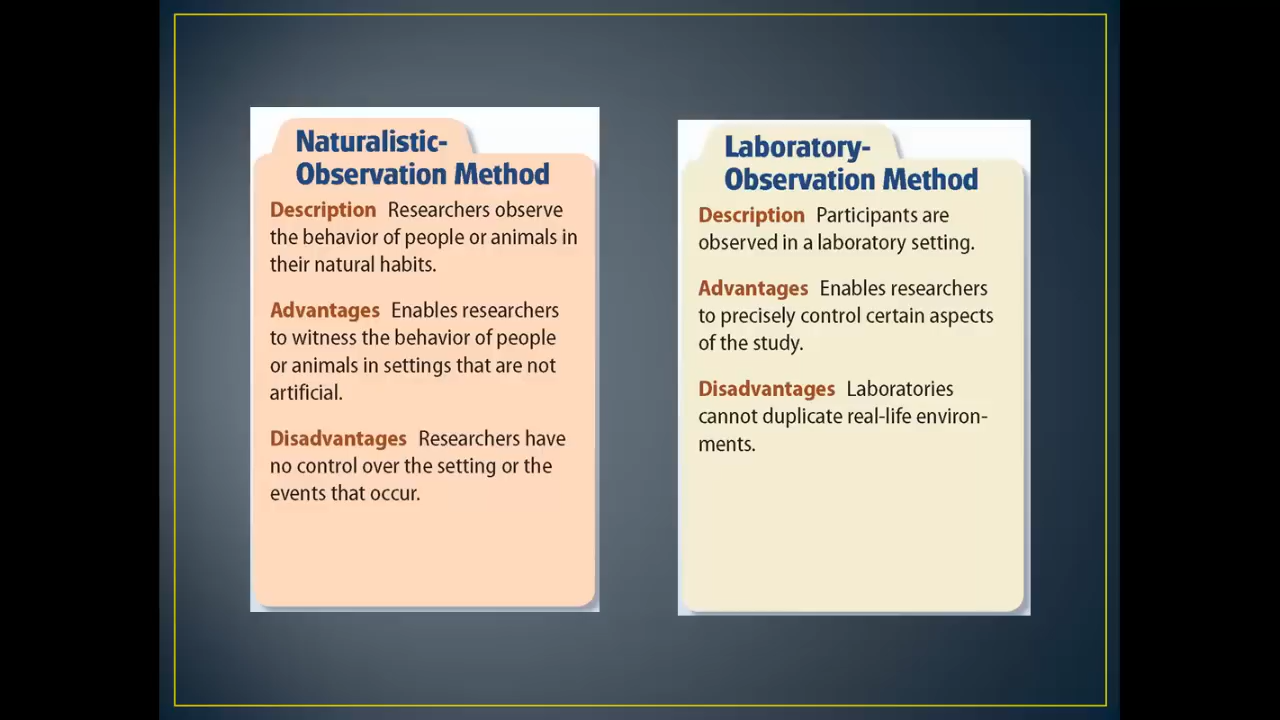 Naturalistic-
Observation Method
Description Researchers observe
the behavior of people or animals in
their natural habits.
Advantages Enables researchers
to witness the behavior of people
or animals in settings that are not
artificial.
Disadvantages Researchers have
no control over the setting or the
events that occur.
Laboratory-
Observation Method
Description Participants are
observed in a laboratory setting.
Advantages Enables researchers
to precisely control certain aspects
of the study.
Disadvantages Laboratories
cannot duplicate real-life environ-
ments.